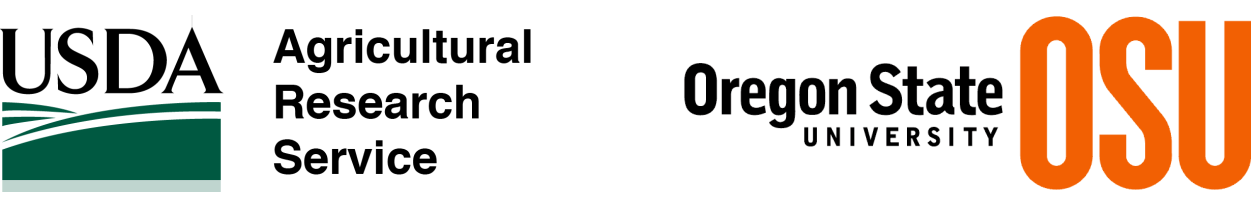 USDA
Agricultural
Research
Service
Oregon State
UNIVERSITY
OSU